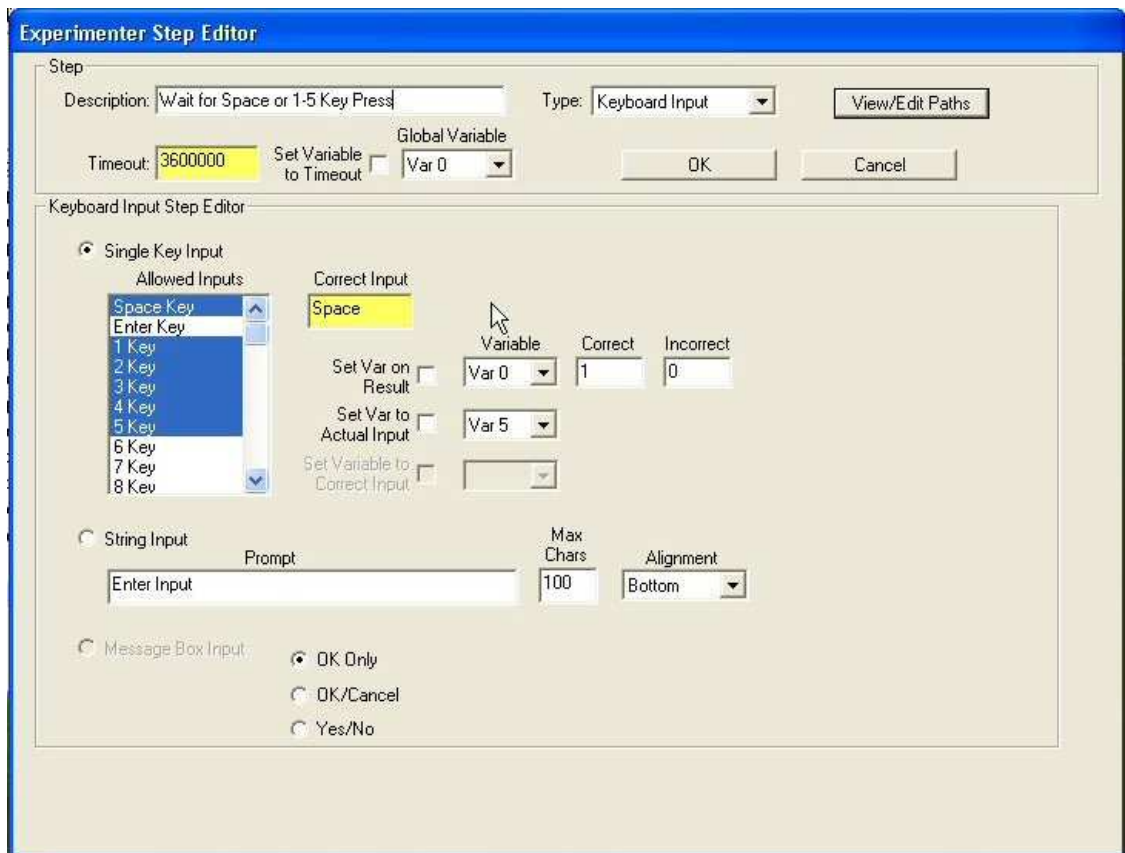 Experimenter Step Editor
Step
Description: Wait for Space or 1-5 Key Press Type: Keyboard Input View/Edit Paths
Global Variable
Timeout: 3600000 Set Variable to Timeout Var 0 OK Cancel
Keyboard Input Step Editor
Single Key Input
Allowed Inputs Correct Input
Space Key Space
Enter Key
1 Key
2 Key
3 Key
4 Key
5 Key
6 Key
7 Key
8 Key
Variable Correct Incorrect
Set Var on Result Var 0 1 0
Set Var to Actual Input Var 5
Set Variable to Correct Input
String Input
Prompt Max Chars Alignment
Enter Input 100 Bottom
Message Box Input OK Only
OK/Cancel
Yes/No